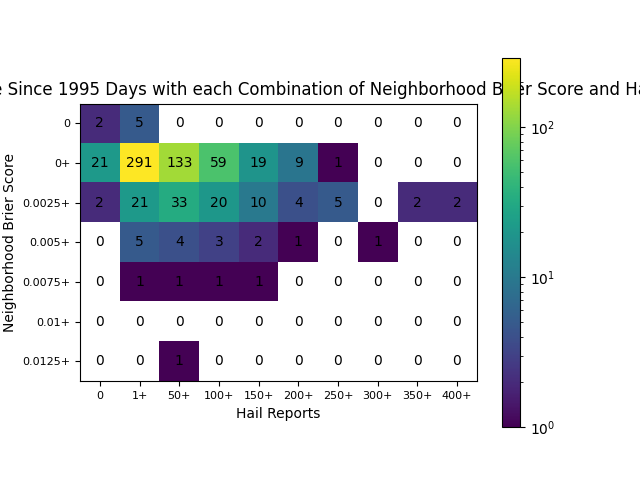 e Since 1995 Days with each Combination of Neighborhood Brier Score and Ha
Neighborhood Brier Score
0 2 5 0 0 0 0 0 0 0 0
0+ 21 291 133 59 19 9 1 0 0 0
0.0025+ 2 21 33 20 10 4 5 0 2 2
0.005+ 0 5 4 3 2 1 0 1 0 0
0.0075+ 0 1 1 1 1 0 0 0 0 0
0.01+ 0 0 0 0 0 0 0 0 0 0
0.0125+ 0 0 1 0 0 0 0 0 0 0
0 1+ 50+ 100+ 150+ 200+ 250+ 300+ 350+ 400+
Hail Reports
10²
10¹
10⁰